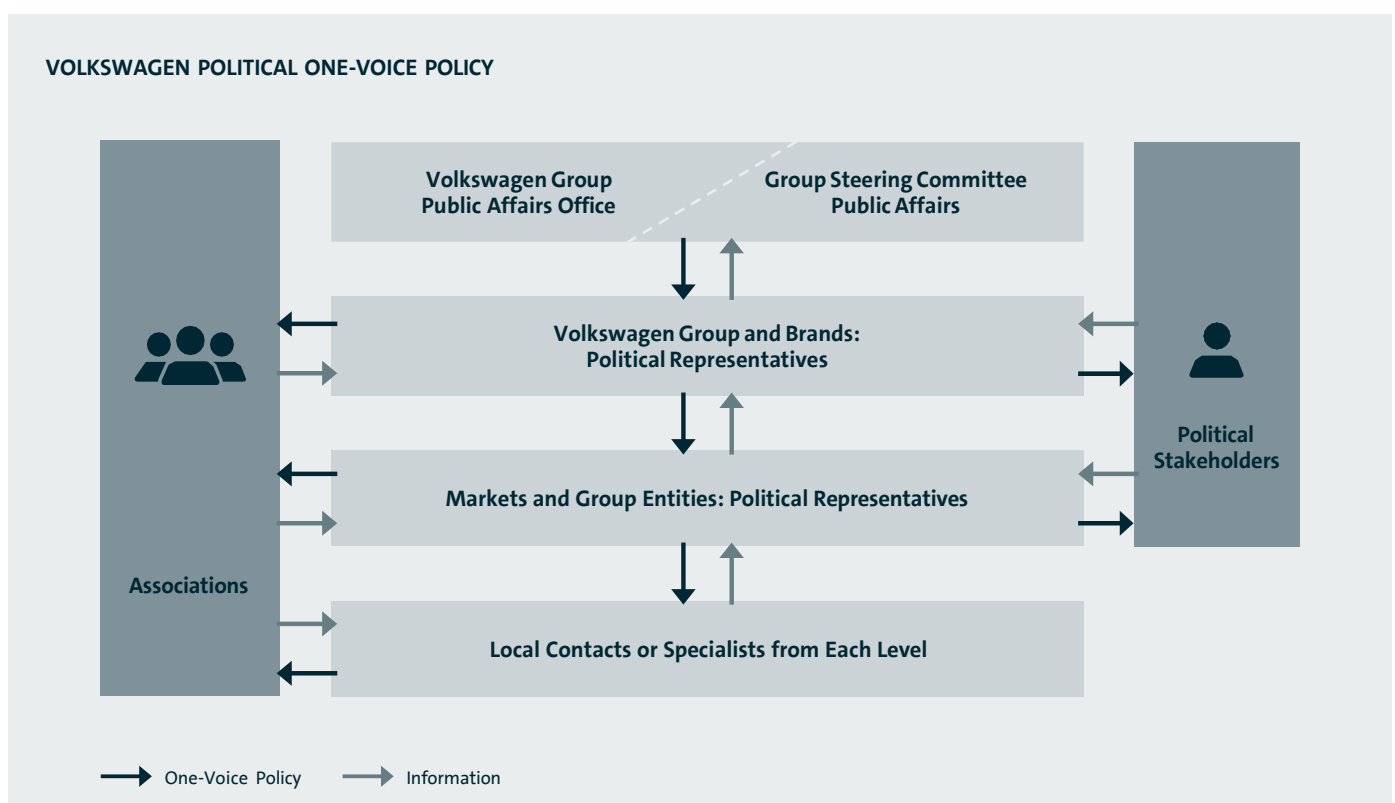 VOLKSWAGEN POLITICAL ONE-VOICE POLICY
Volkswagen Group
Public Affairs Office
Group Steering Committee
Public Affairs
Volkswagen Group and Brands:
Political Representatives
Political
Stakeholders
Markets and Group Entities: Political Representatives
Associations
Local Contacts or Specialists from Each Level
One-Voice Policy
Information